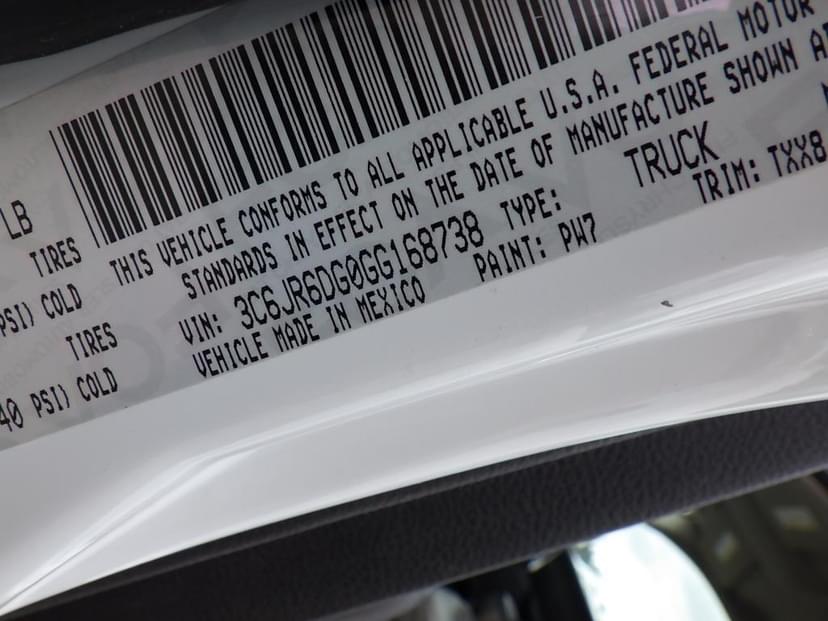 LB
TIRES
PSI) COLD
TIRES
40 PSI) COLD
THIS VEHICLE CONFORMS TO ALL APPLICABLE U.S.A. FEDERAL MOTOR
STANDARDS IN EFFECT ON THE DATE OF MANUFACTURE SHOWN
VIN: 3C6JR6DG0GG168738 TYPE: TRUCK
VEHICLE MADE IN MEXICO PAINT: PW7 TRIM: TXX8